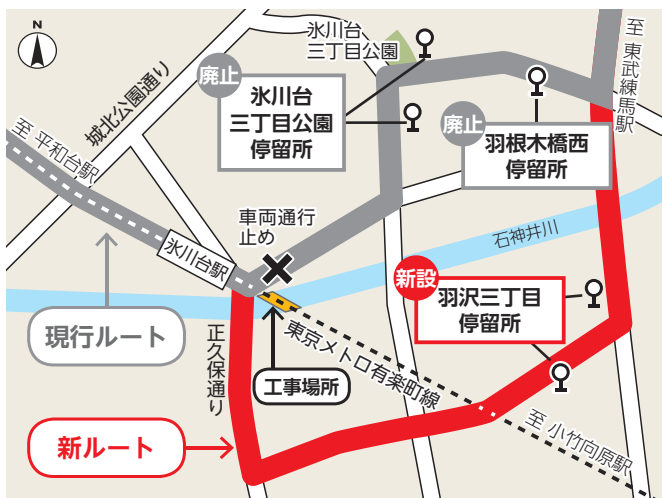 N
氷川台
三丁目公園
至 東武練馬駅
城北公園通り
廃止
氷川台
三丁目公園
停留所
廃止
羽根木橋西
停留所
至 平和台駅
車両通行
止め
石神井川
氷川台駅
新設
羽沢三丁目
停留所
現行ルート
正久保通り
工事場所
東京メトロ有楽町線
新ルート
至 小竹向原駅